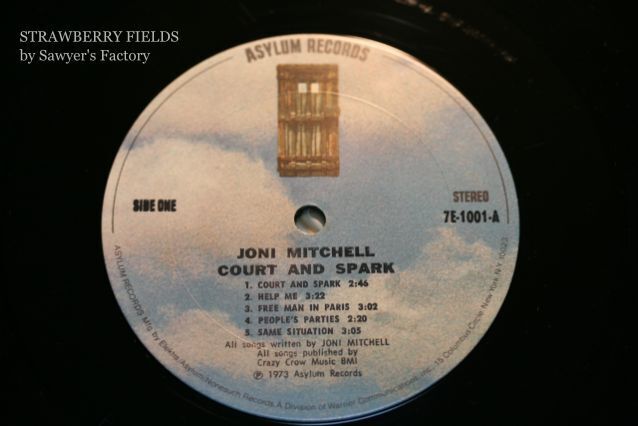 STRAWBERRY FIELDS
by Sawyer's Factory
ASYLUM RECORDS
SIDE ONE
STEREO
7E-1001-A
JONI MITCHELL
COURT AND SPARK
1. COURT AND SPARK 2:46
2. HELP ME 3:22
3. FREE MAN IN PARIS 3:02
4. PEOPLE'S PARTIES 2:20
5. SAME SITUATION 3:05
All songs written by JONI MITCHELL
All songs published by
Crazy Crow Music BMI
℗ 1973 Asylum Records
ASYLUM RECORDS Mfg by Elektra/Asylum/Nonesuch Records, A Division of Warner Communications, Inc., 15 Columbus Circle, New York, N.Y. 10023